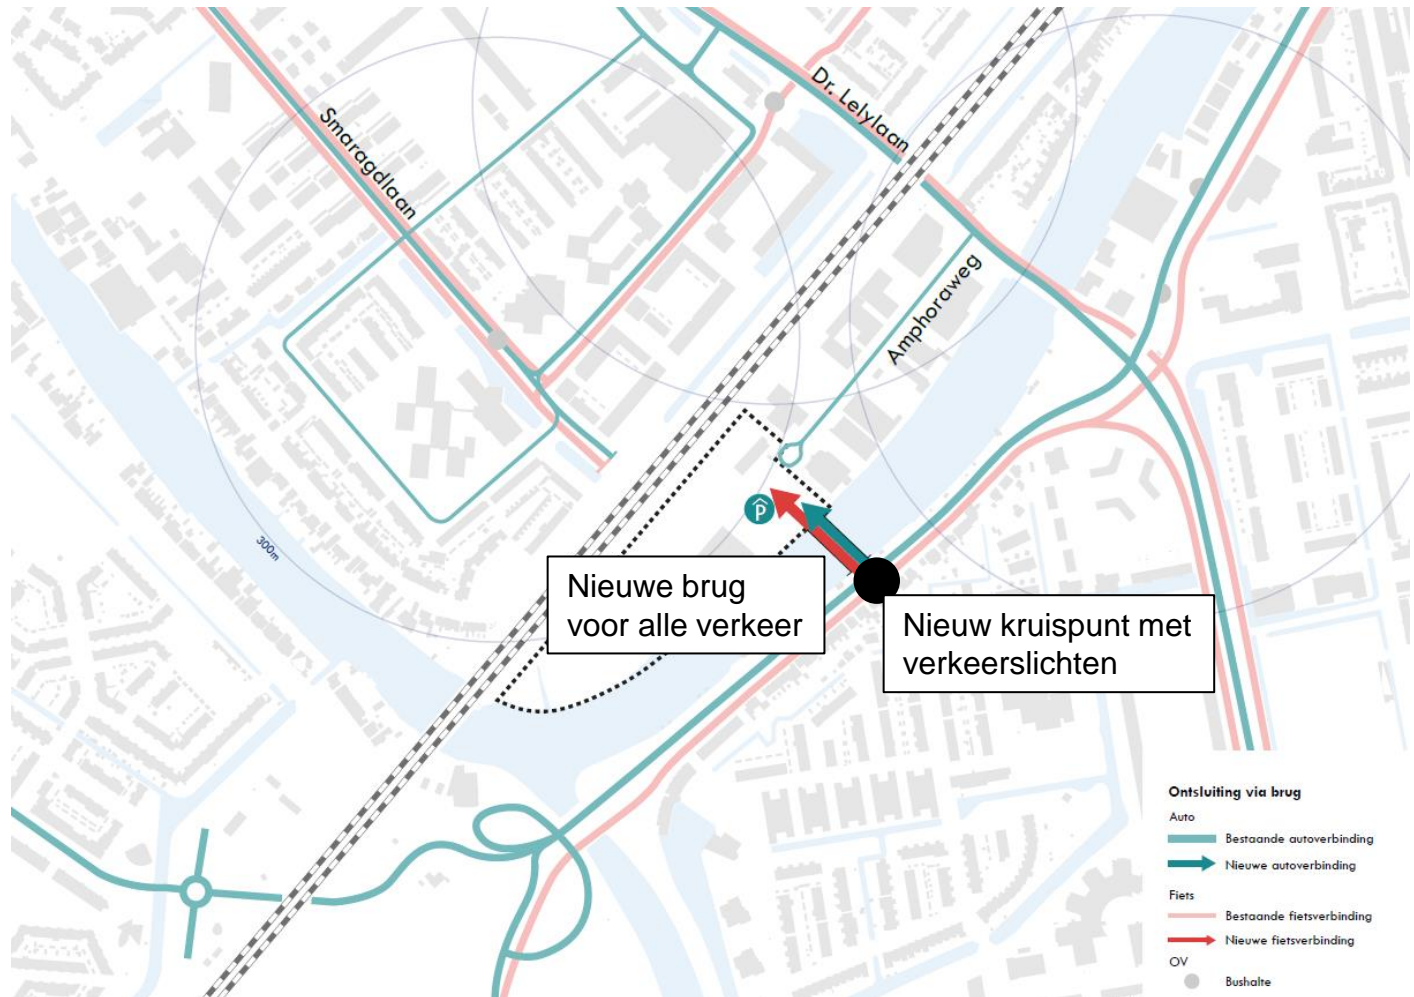 Smaragdlaan
Dr. Lelylaan
Amphoraweg
300m
P
Nieuwe brug
voor alle verkeer
Nieuw kruispunt met
verkeerslichten
Ontsluiting via brug
Auto
Bestaande autoverbinding
Nieuwe autoverbinding
Fiets
Bestaande fietsverbinding
Nieuwe fietsverbinding
OV
Bushalte